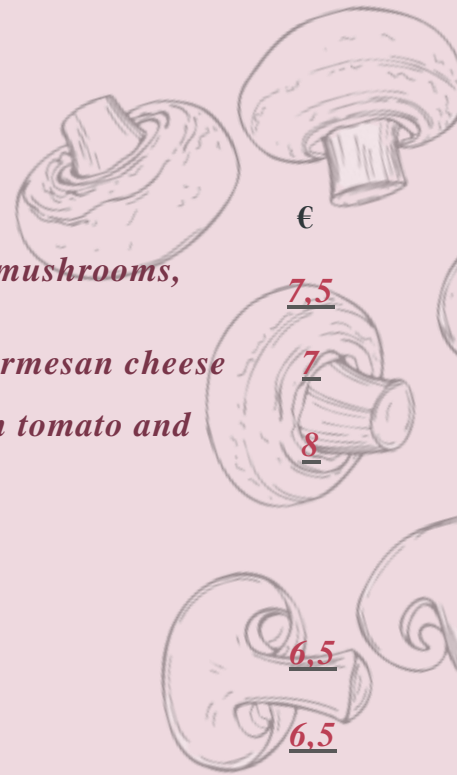 €
mushrooms,
7,5
rmesan cheese
7
tomato and
8
6,5
6,5